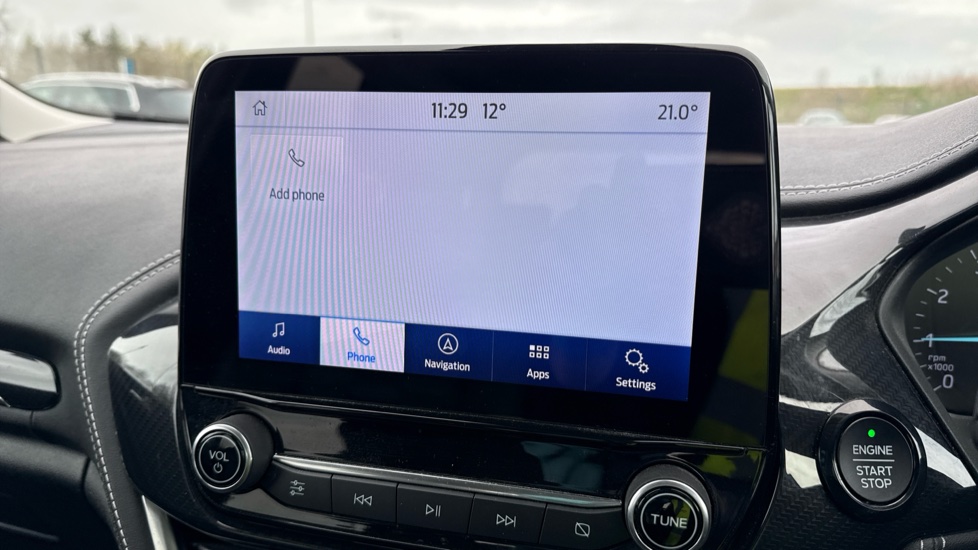 11:29 12° 21.0°
Add phone
Audio
Phone
Navigation
Apps
Settings
VOL
TUNE
ENGINE
START
STOP
2
1
rpm
x1000
0